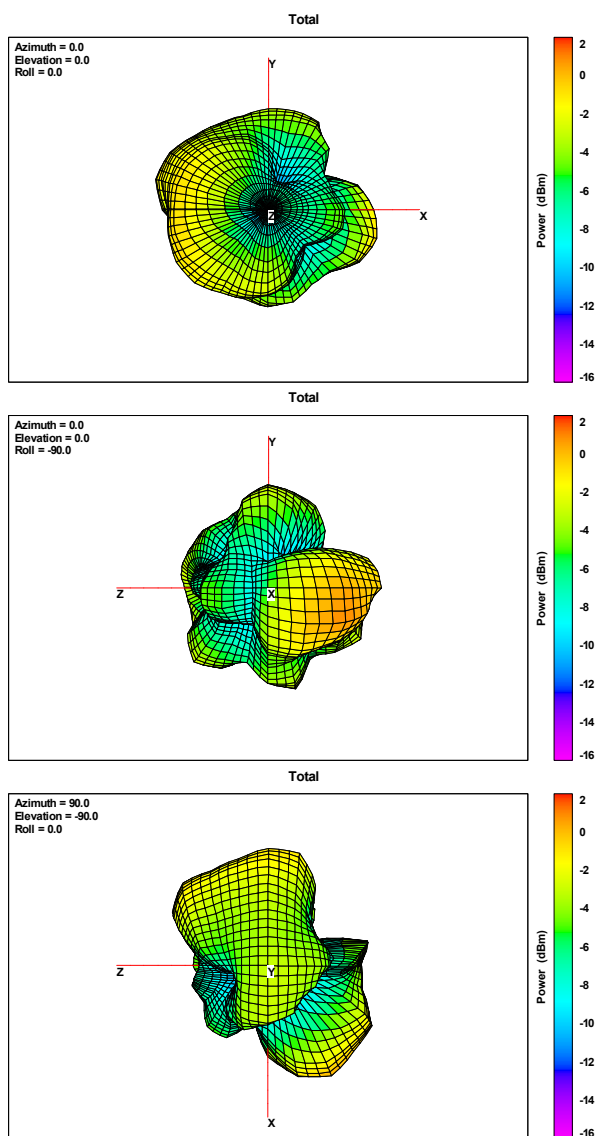 Total
Azimuth = 0.0
Elevation = 0.0
Roll = 0.0
Y
X
Z
2
0
-2
-4
-6
-8
-10
-12
-14
-16
Power (dBm)
Total
Azimuth = 0.0
Elevation = 0.0
Roll = -90.0
Y
Z
X
2
0
-2
-4
-6
-8
-10
-12
-14
-16
Power (dBm)
Total
Azimuth = 90.0
Elevation = -90.0
Roll = 0.0
Z
Y
X
2
0
-2
-4
-6
-8
-10
-12
-14
-16
Power (dBm)